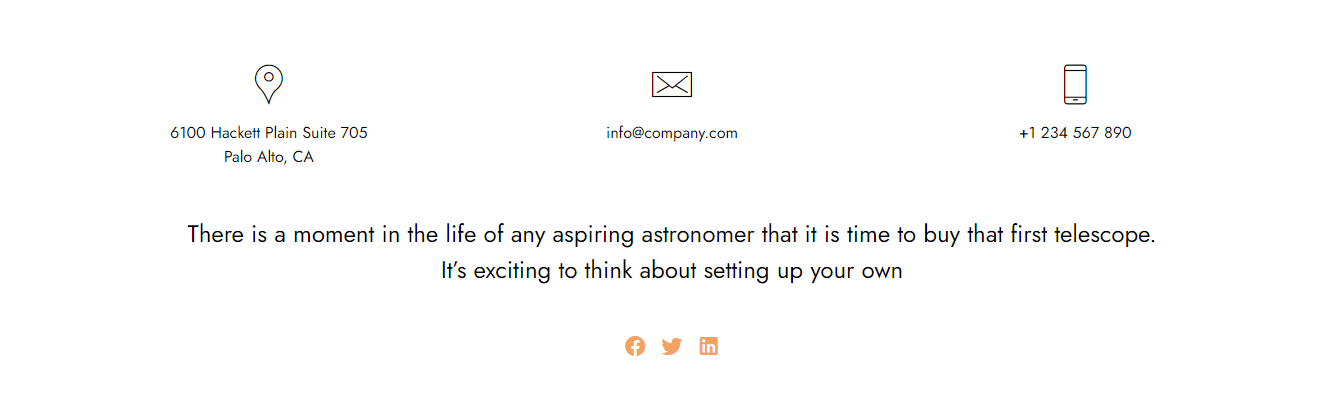 6100 Hackett Plain Suite 705
Palo Alto, CA
info@company.com
+1 234 567 890
There is a moment in the life of any aspiring astronomer that it is time to buy that first telescope.
It’s exciting to think about setting up your own